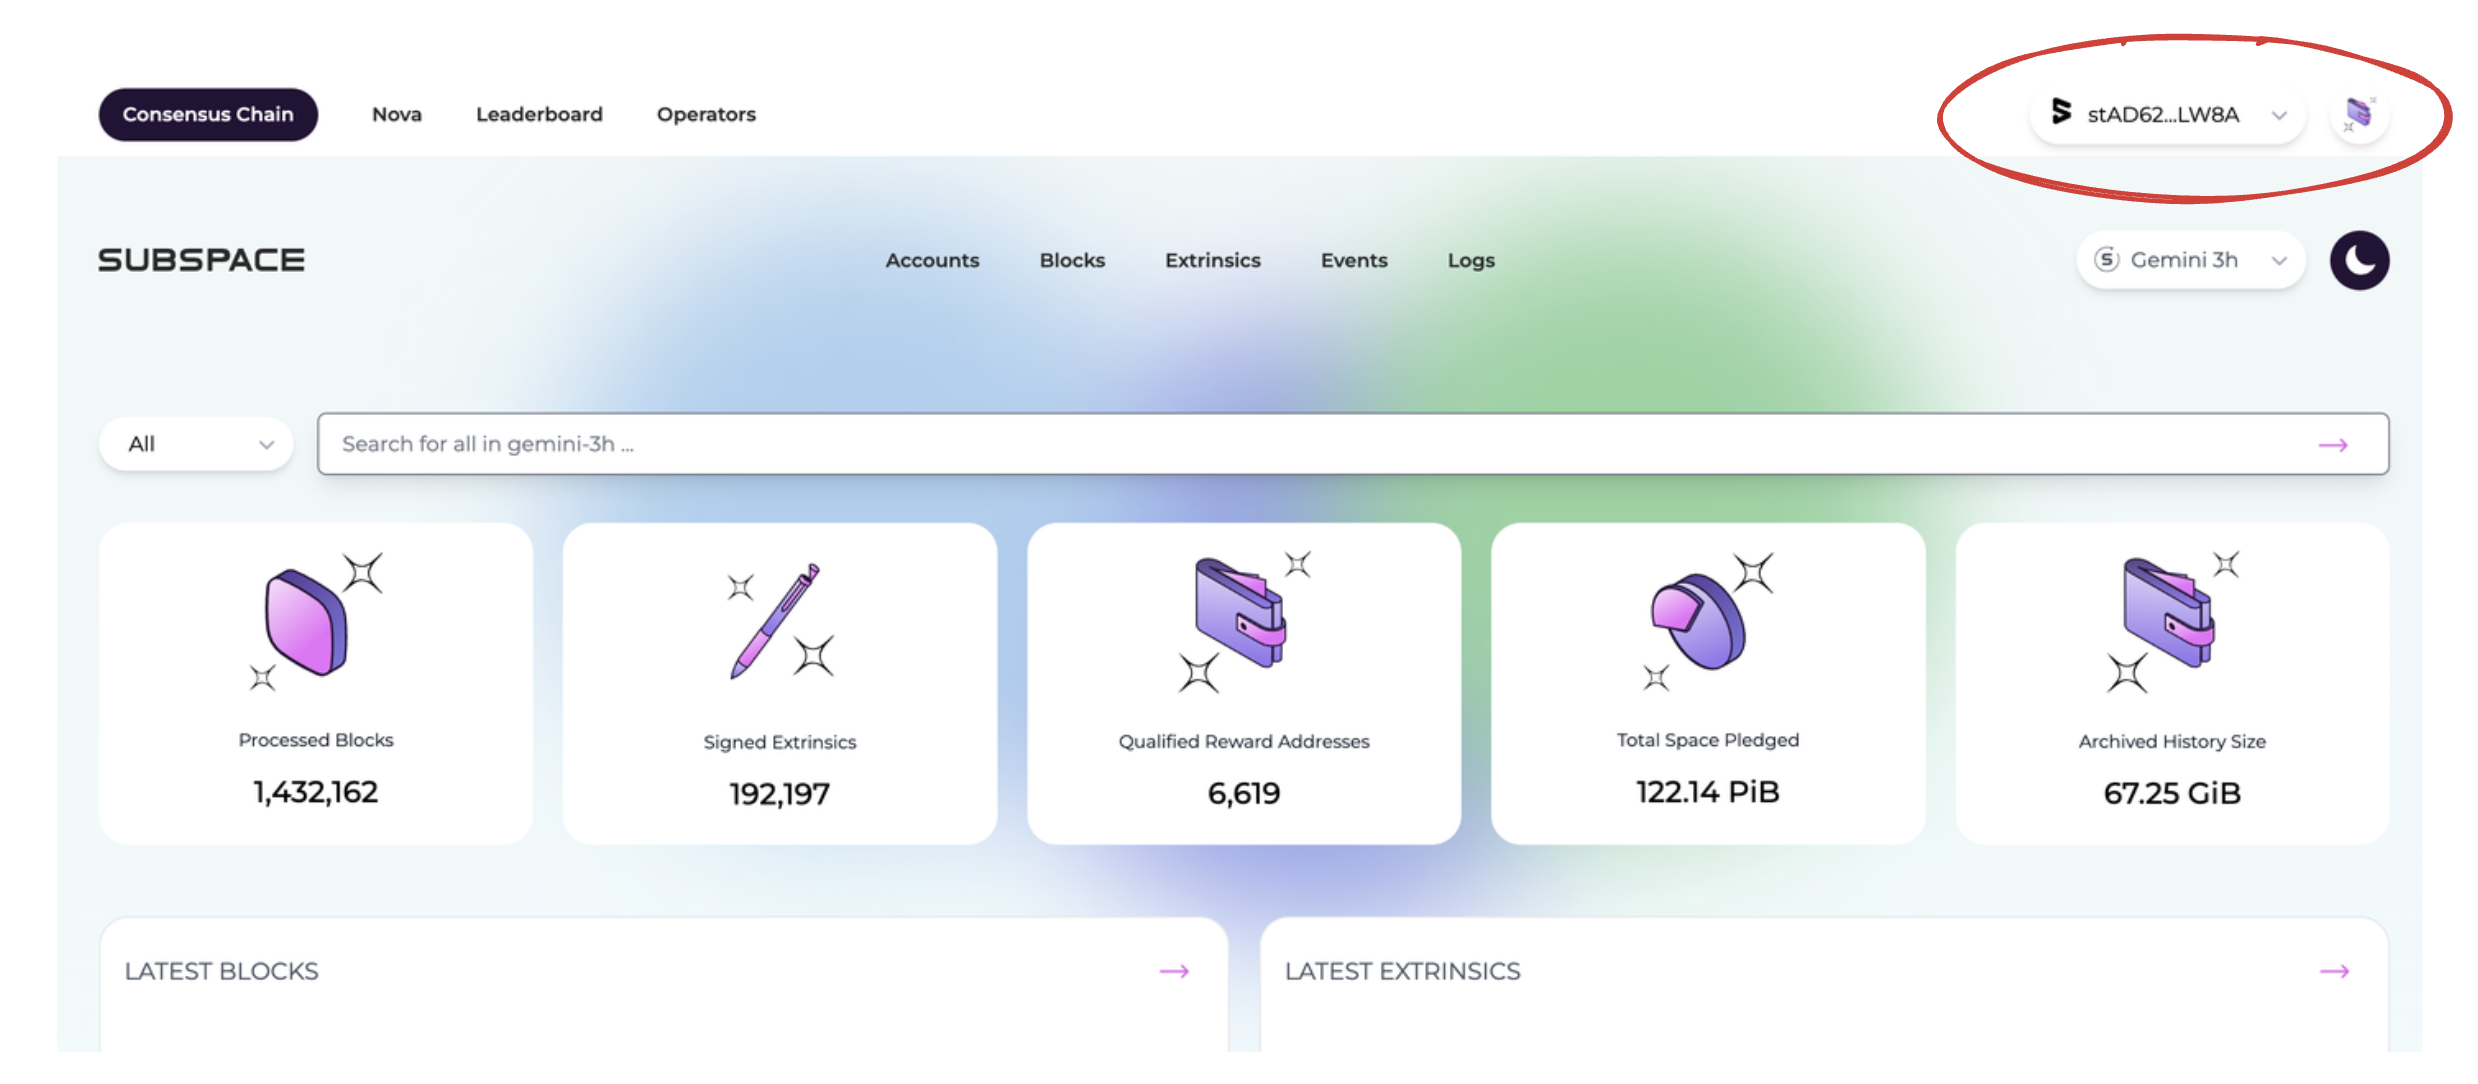 Consensus Chain Nova Leaderboard Operators stAD62...LW8A
SUBSPACE Accounts Blocks Extrinsics Events Logs Gemini 3h
All Search for all in gemini-3h ...
Processed Blocks Signed Extrinsics Qualified Reward Addresses Total Space Pledged Archived History Size
1,432,162 192,197 6,619 122.14 PiB 67.25 GiB
LATEST BLOCKS LATEST EXTRINSICS